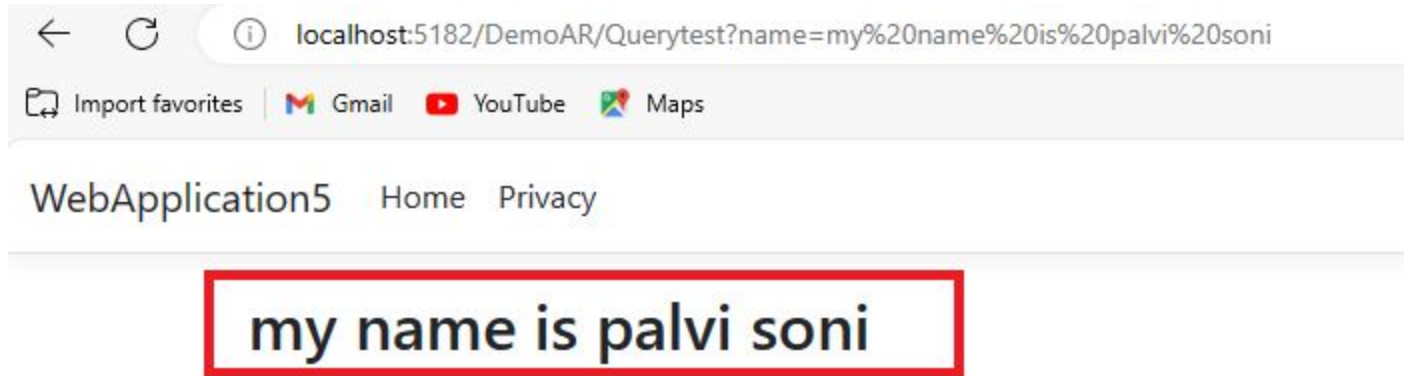 localhost:5182/DemoAR/Querytest?name=my%20name%20is%20palvi%20soni
Import favorites Gmail YouTube Maps
WebApplication5 Home Privacy
my name is palvi soni